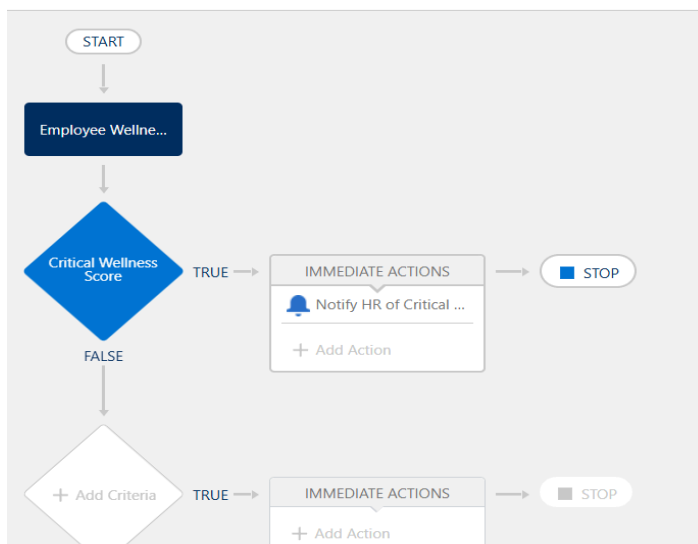 START
Employee Wellne...
Critical Wellness
Score
TRUE
IMMEDIATE ACTIONS
STOP
Notify HR of Critical ...
+ Add Action
FALSE
+ Add Criteria
TRUE
IMMEDIATE ACTIONS
STOP
+ Add Action